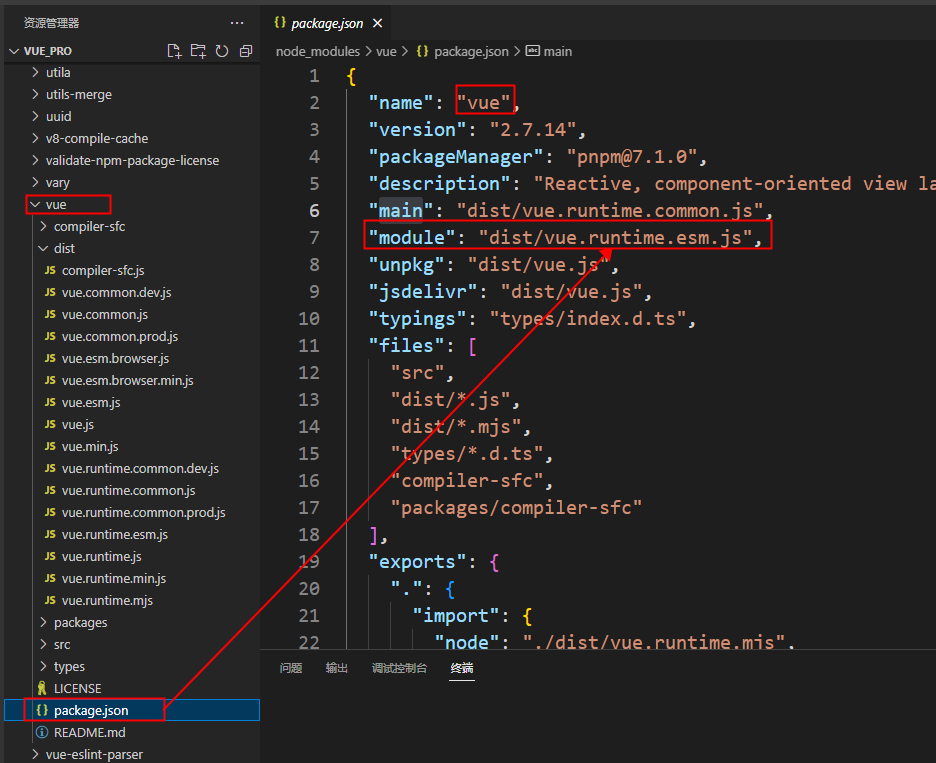 资源管理器
VUE_PRO
utila
utils-merge
uuid
v8-compile-cache
validate-npm-package-license
vary
vue
compiler-sfc
dist
JS compiler-sfc.js
JS vue.common.dev.js
JS vue.common.js
JS vue.common.prod.js
JS vue.esm.browser.js
JS vue.esm.browser.min.js
JS vue.esm.js
JS vue.js
JS vue.min.js
JS vue.runtime.common.dev.js
JS vue.runtime.common.js
JS vue.runtime.common.prod.js
JS vue.runtime.esm.js
JS vue.runtime.js
JS vue.runtime.min.js
JS vue.runtime.mjs
packages
src
types
LICENSE
{} package.json
README.md
vue-eslint-parser
{} package.json
node_modules > vue > {} package.json > abc main
1 {
2 "name": "vue",
3 "version": "2.7.14",
4 "packageManager": "pnpm@7.1.0",
5 "description": "Reactive, component-oriented view la
6 "main": "dist/vue.runtime.common.js",
7 "module": "dist/vue.runtime.esm.js",
8 "unpkg": "dist/vue.js",
9 "jsdelivr": "dist/vue.js",
10 "typings": "types/index.d.ts",
11 "files": [
12 "src",
13 "dist/*.js",
14 "dist/*.mjs",
15 "types/*.d.ts",
16 "compiler-sfc",
17 "packages/compiler-sfc"
18 ],
19 "exports": {
20 ".": {
21 "import": {
22 "node": "./dist/vue.runtime.mjs",
问题 输出 调试控制台 终端